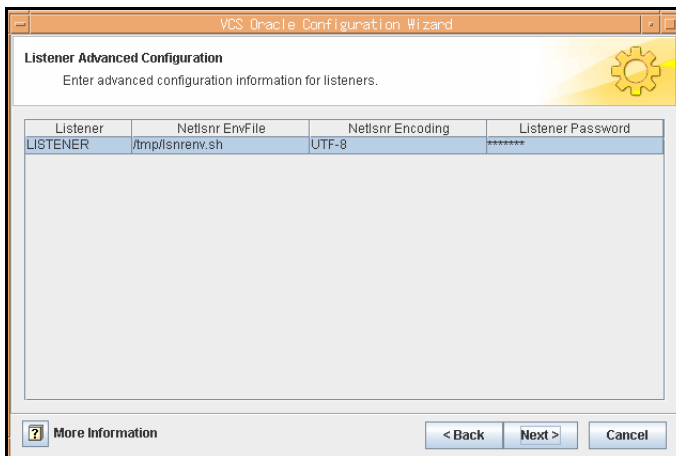 VCS Oracle Configuration Wizard
Listener Advanced Configuration
Enter advanced configuration information for listeners.
Listener Netlsnr EnvFile Netlsnr Encoding Listener Password
LISTENER /tmp/lsnrenv.sh UTF-8 *******
? More Information < Back Next > Cancel